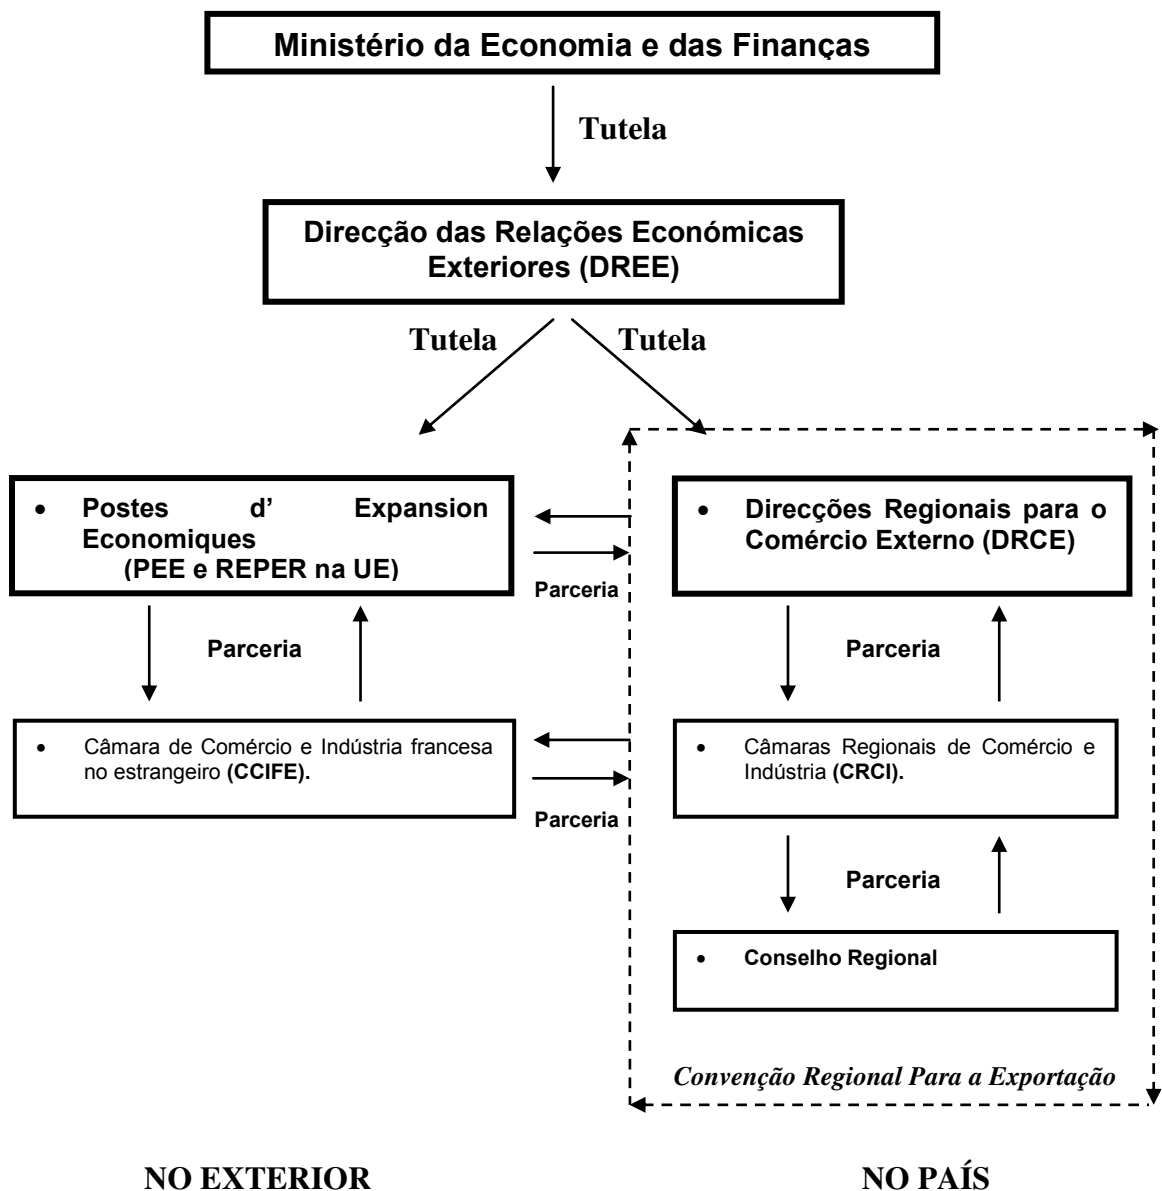 Ministério da Economia e das Finanças
Tutela
Direcção das Relações Económicas
Exteriores (DREE)
Tutela
Tutela
• Postes d’ Expansion
Economiques
(PEE e REPER na UE)
• Direcções Regionais para o
Comércio Externo (DRCE)
Parceria
Parceria
Parceria
• Câmara de Comércio e Indústria francesa
no estrangeiro (CCIFE).
• Câmaras Regionais de Comércio e
Indústria (CRCI).
Parceria
Parceria
• Conselho Regional
Convenção Regional Para a Exportação
NO EXTERIOR
NO PAÍS